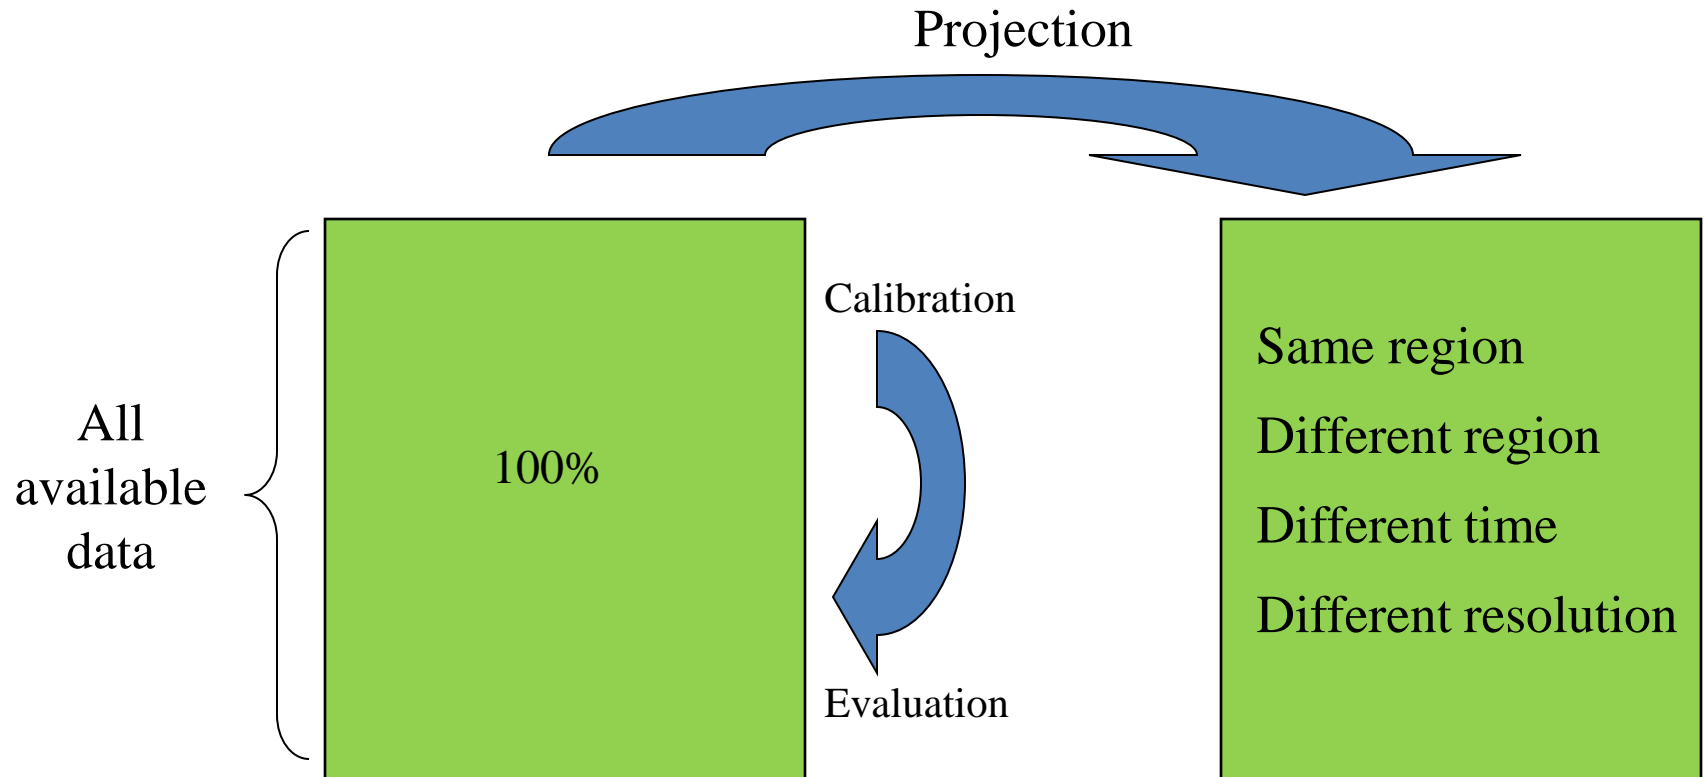 Projection
All
available
data
100%
Calibration
Evaluation
Same region
Different region
Different time
Different resolution